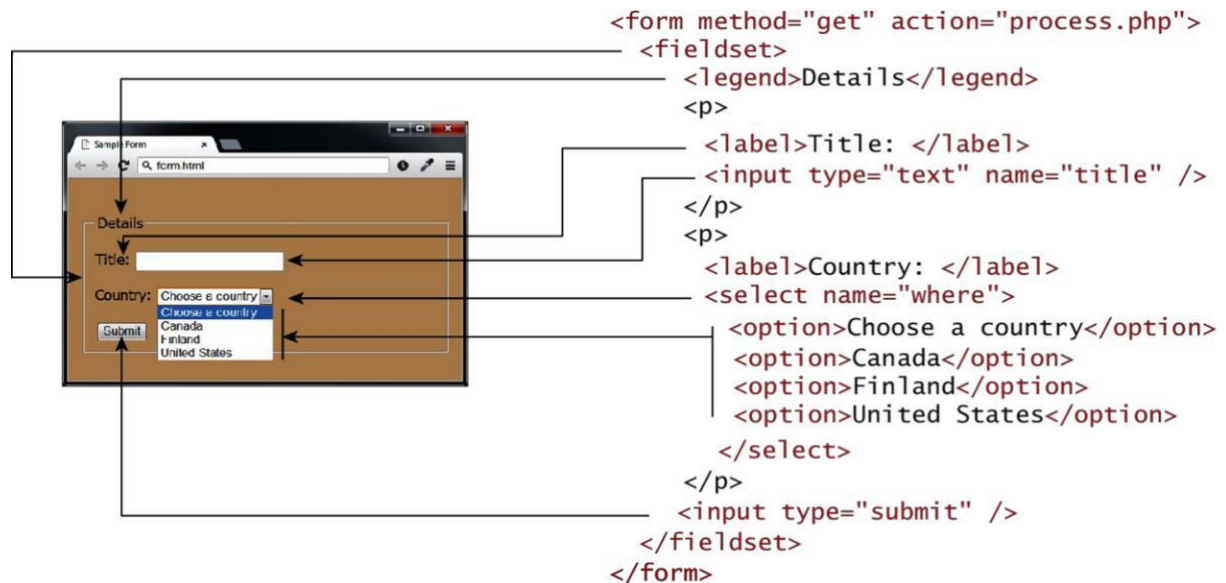 <form method="get" action="process.php">
<fieldset>
<legend>Details</legend>
<p>
<label>Title: </label>
<input type="text" name="title" />
</p>
<p>
<label>Country: </label>
<select name="where">
<option>Choose a country</option>
<option>Canada</option>
<option>Finland</option>
<option>United States</option>
</select>
</p>
<input type="submit" />
</fieldset>
</form>
Sample Form
form.html
Details
Title:
Country: Choose a country
Choose a country
Canada
Submit
Finland
United States